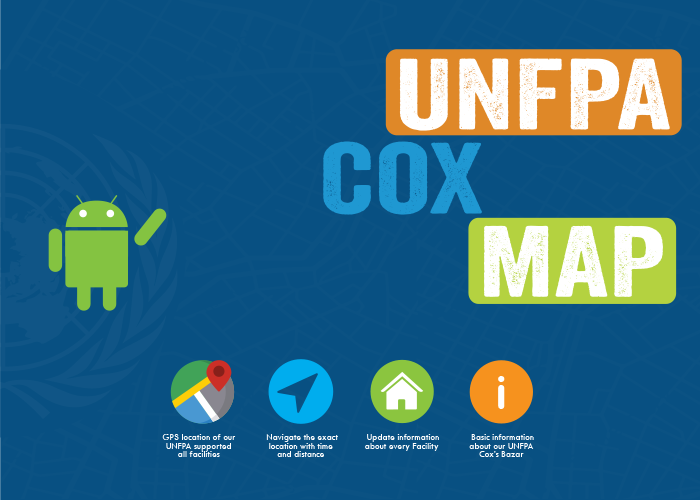 UNFPA
COX
MAP
GPS location of our
UNFPA supported
all facilities
Navigate the exact
location with time
and distance
Update information
about every Facility
Basic information
about our UNFPA
Cox's Bazar